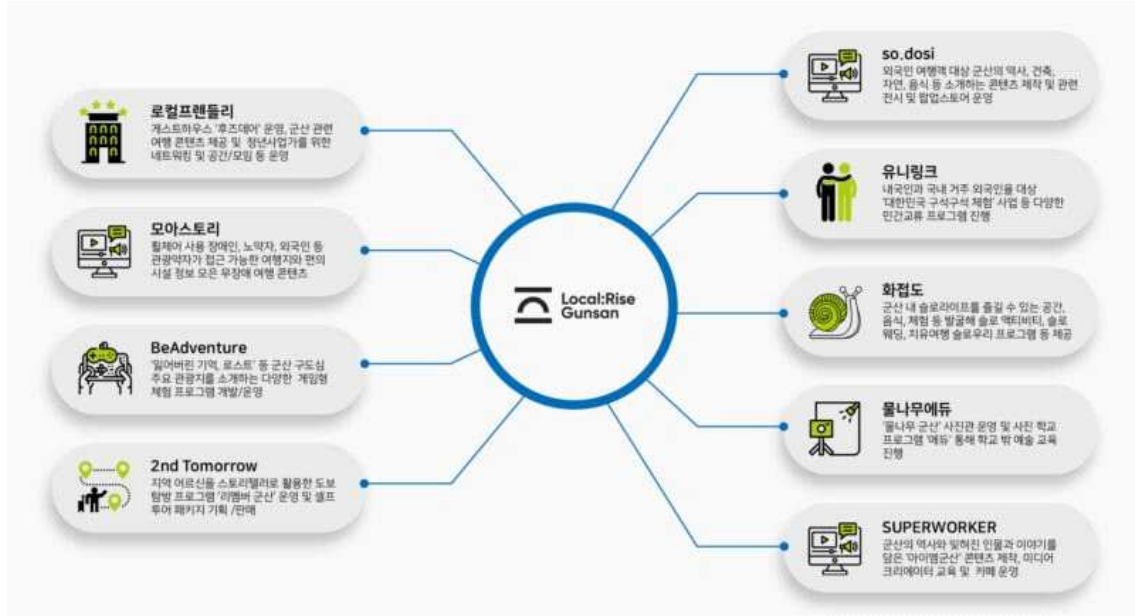 로컬프렌들리
게스트하우스 '후즈데어' 운영, 군산 관련
여행 콘텐츠 제공 및 청년사업가를 위한
네트워킹 및 공간/모임 등 운영
모아스토리
휠체어 사용 장애인, 노약자, 외국인 등
관광약자가 접근 가능한 여행지와 편의
시설 정보 모은 무장애 여행 콘텐츠
BeAdventure
'잃어버린 기억, 로스트' 등 군산 구도심
주요 관광지를 소개하는 다양한 게임형
체험 프로그램 개발/운영
2nd Tomorrow
지역 어르신을 스토리텔러로 활용한 도보
탐방 프로그램 '리멤버 군산' 운영 및 셀프
투어 패키지 기획 /판매
Local:Rise
Gunsan
so.dosi
외국인 여행객 대상 군산의 역사, 건축,
자연, 음식 등 소개하는 콘텐츠 제작 및 관련
전시 및 팝업스토어 운영
유니링크
내국인과 국내 거주 외국인을 대상
'대한민국 구석구석 체험' 사업 등 다양한
민간교류 프로그램 진행
화접도
군산 내 슬로라이프를 즐길 수 있는 공간,
음식, 체험 등 발굴해 슬로 액티비티, 슬로
웨딩, 치유여행 슬로우리 프로그램 등 제공
물나무에듀
'물나무 군산' 사진관 운영 및 사진 학교
프로그램 '에듀' 통해 학교 밖 예술 교육
진행
SUPERWORKER
군산의 역사와 잊혀진 인물과 이야기를
담은 '아이엠군산' 콘텐츠 제작, 미디어
크리에이터 교육 및 카페 운영